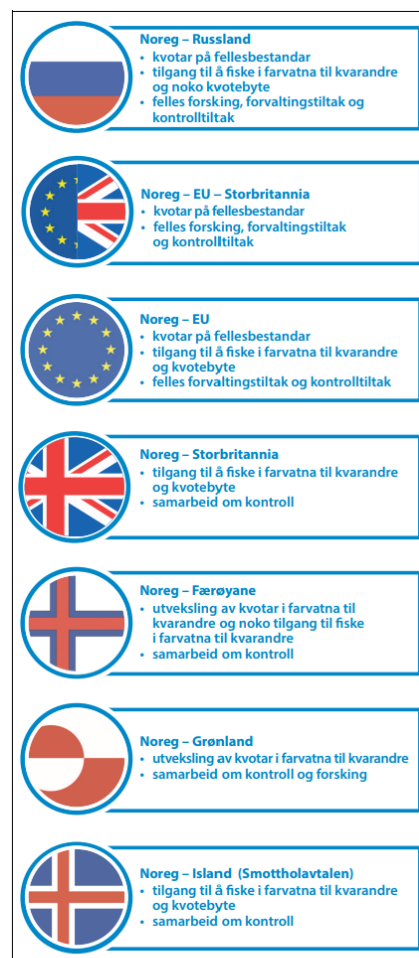 Noreg – Russland
• kvotar på fellesbestandar
• tilgang til å fiske i farvatna til kvarandre
og noko kvotebyte
• felles forsking, forvaltingstiltak og
kontrolltiltak
Noreg – EU – Storbritannia
• kvotar på fellesbestandar
• felles forsking, forvaltingstiltak
og kontrolltiltak
Noreg – EU
• kvotar på fellesbestandar
• tilgang til å fiske i farvatna til kvarandre
og kvotebyte
• felles forvaltingstiltak og kontrolltiltak
Noreg – Storbritannia
• tilgang til å fiske i farvatna til kvarandre
og kvotebyte
• samarbeid om kontroll
Noreg – Færøyane
• utveksling av kvotar i farvatna til
kvarandre og noko tilgang til fiske
i farvatna til kvarandre
• samarbeid om kontroll
Noreg – Grønland
• utveksling av kvotar i farvatna til kvarandre
• samarbeid om kontroll og forsking
Noreg – Island (Smottholavtalen)
• tilgang til å fiske i farvatna til kvarandre
og kvotebyte
• samarbeid om kontroll